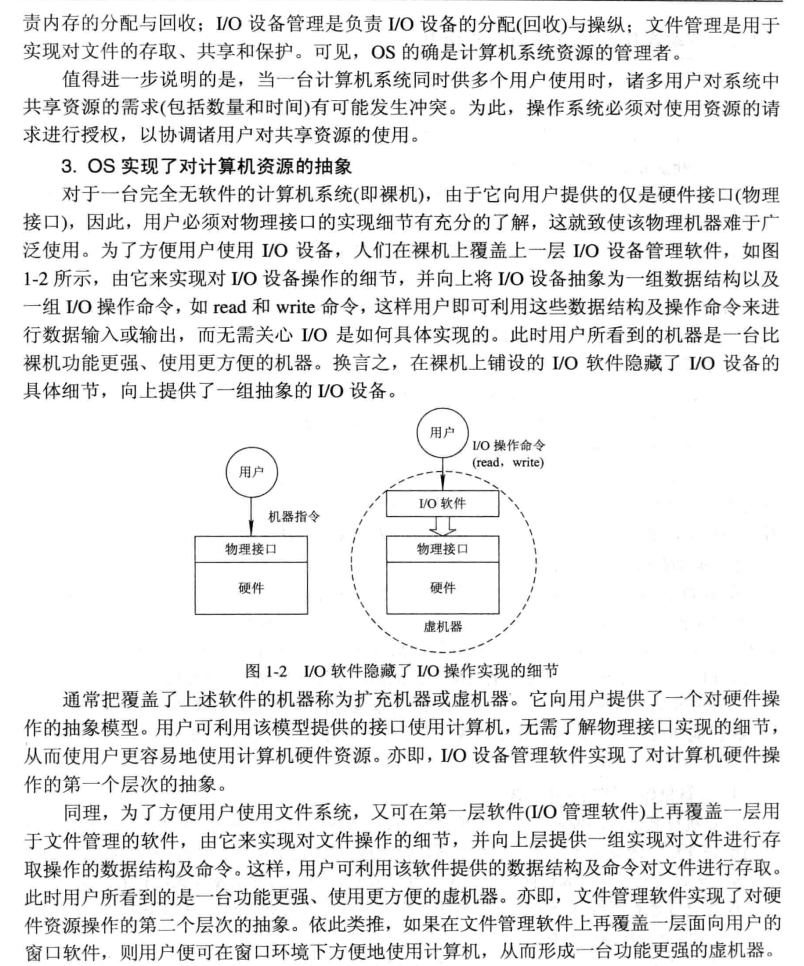 责内存的分配与回收；I/O 设备管理是负责 I/O 设备的分配(回收)与操纵；文件管理是用于
实现对文件的存取、共享和保护。可见，OS 的确是计算机系统资源的管理者。
值得进一步说明的是，当一台计算机系统同时供多个用户使用时，诸多用户对系统中
共享资源的需求(包括数量和时间)有可能发生冲突。为此，操作系统必须对使用资源的请
求进行授权，以协调诸用户对共享资源的使用。
3. OS 实现了对计算机资源的抽象
对于一台完全无软件的计算机系统(即裸机)，由于它向用户提供的仅是硬件接口(物理
接口)，因此，用户必须对物理接口的实现细节有充分的了解，这就致使该物理机器难于广
泛使用。为了方便用户使用 I/O 设备，人们在裸机上覆盖上一层 I/O 设备管理软件，如图
1-2 所示，由它来实现对 I/O 设备操作的细节，并向上将 I/O 设备抽象为一组数据结构以及
一组 I/O 操作命令，如 read 和 write 命令，这样用户即可利用这些数据结构及操作命令来进
行数据输入或输出，而无需关心 I/O 是如何具体实现的。此时用户所看到的机器是一台比
裸机功能更强、使用更方便的机器。换言之，在裸机上铺设的 I/O 软件隐藏了 I/O 设备的
具体细节，向上提供了一组抽象的 I/O 设备。
用户
机器指令
物理接口
硬件
用户
I/O 操作命令
(read，write)
I/O 软件
物理接口
硬件
虚机器
图 1-2 I/O 软件隐藏了 I/O 操作实现的细节
通常把覆盖了上述软件的机器称为扩充机器或虚机器。它向用户提供了一个对硬件操
作的抽象模型。用户可利用该模型提供的接口使用计算机，无需了解物理接口实现的细节，
从而使用户更容易地使用计算机硬件资源。亦即，I/O 设备管理软件实现了对计算机硬件操
作的第一个层次的抽象。
同理，为了方便用户使用文件系统，又可在第一层软件(I/O 管理软件)上再覆盖一层用
于文件管理的软件，由它来实现对文件操作的细节，并向上层提供一组实现对文件进行存
取操作的数据结构及命令。这样，用户可利用该软件提供的数据结构及命令对文件进行存取。
此时用户所看到的是一台功能更强、使用更方便的虚机器。亦即，文件管理软件实现了对硬
件资源操作的第二个层次的抽象。依此类推，如果在文件管理软件上再覆盖一层面向用户的
窗口软件，则用户便可在窗口环境下方便地使用计算机，从而形成一台功能更强的虚机器。